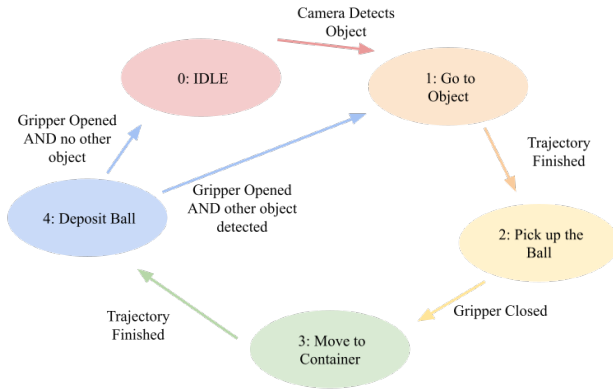 Camera Detects
Object
0: IDLE
1: Go to
Object
Gripper Opened
AND no other
object
Trajectory
Finished
Gripper Opened
AND other object
detected
4: Deposit Ball
2: Pick up the
Ball
Gripper Closed
Trajectory
Finished
3: Move to
Container